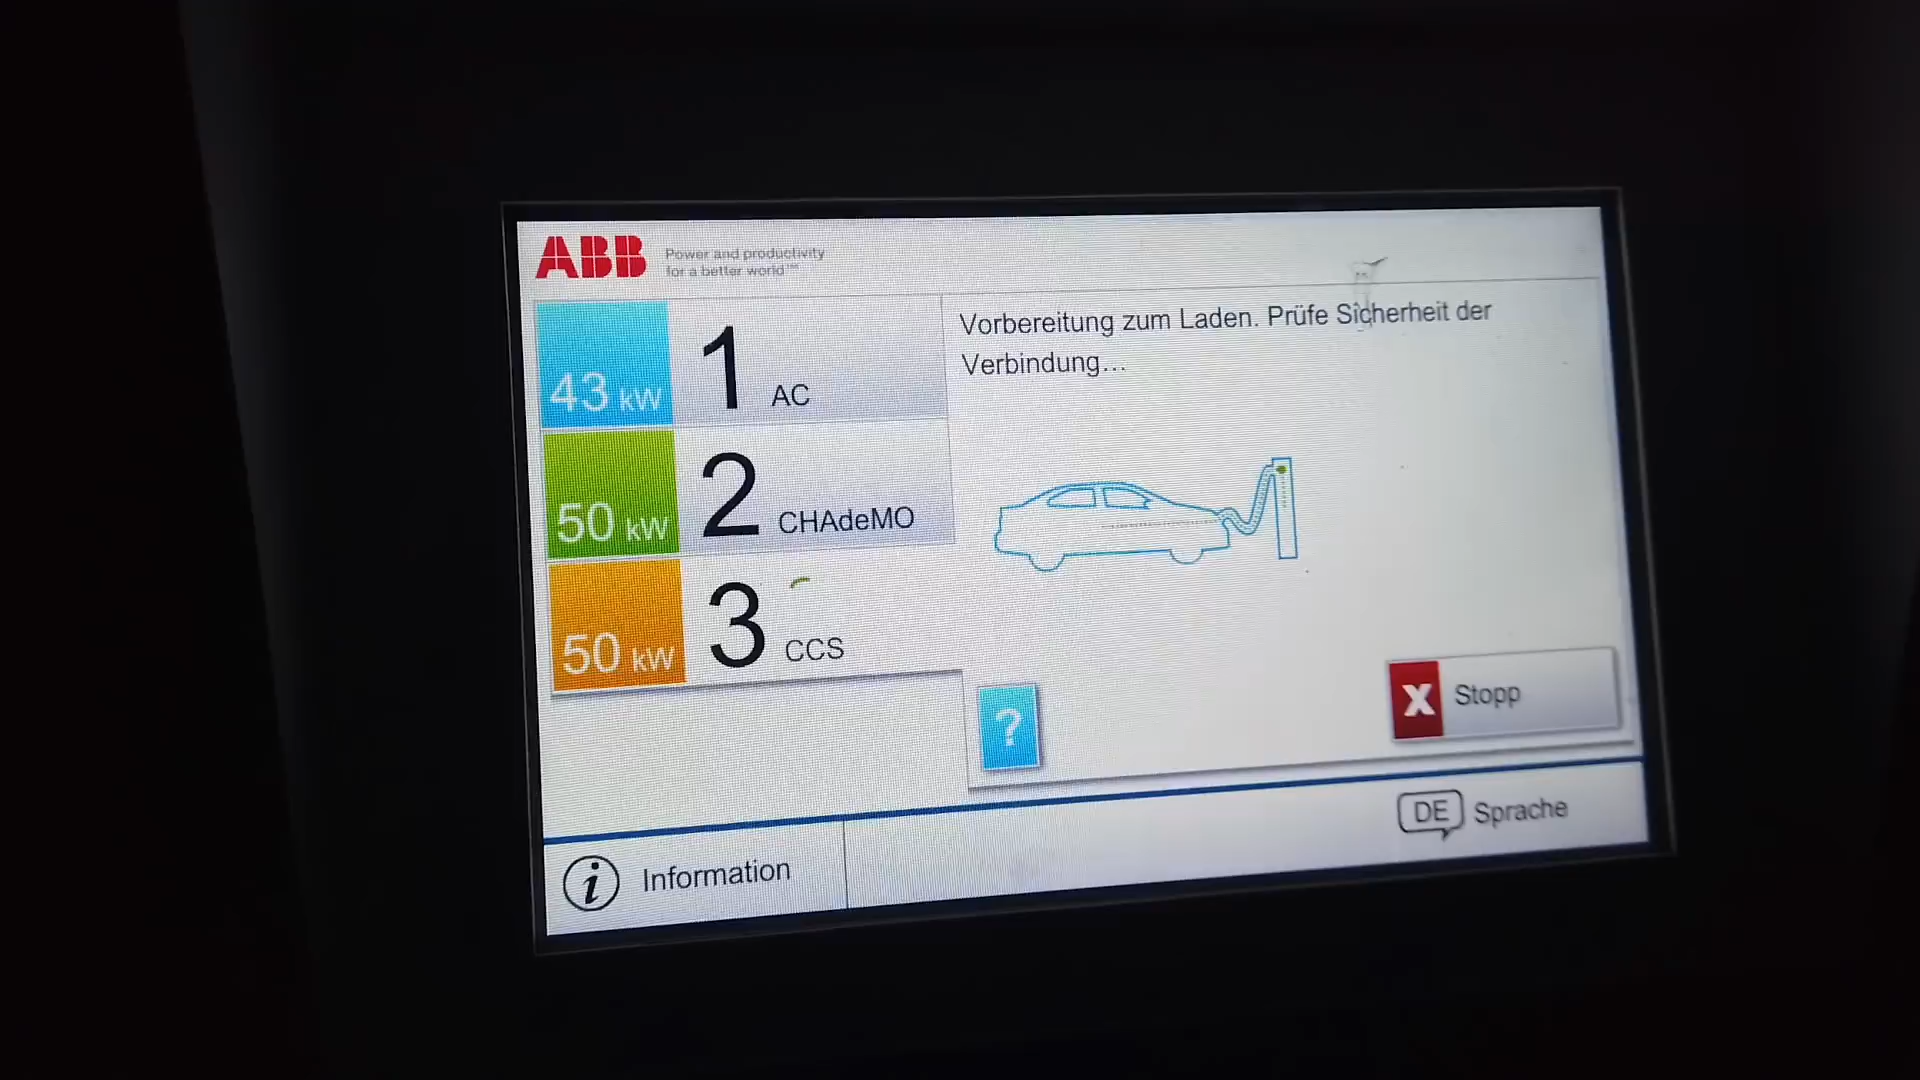 ABB
Power and productivity
for a better world™
43 kW
1 AC
50 kW
2 CHAdeMO
50 kW
3 CCS
Vorbereitung zum Laden. Prüfe Sicherheit der
Verbindung...
?
X Stopp
i Information
DE Sprache